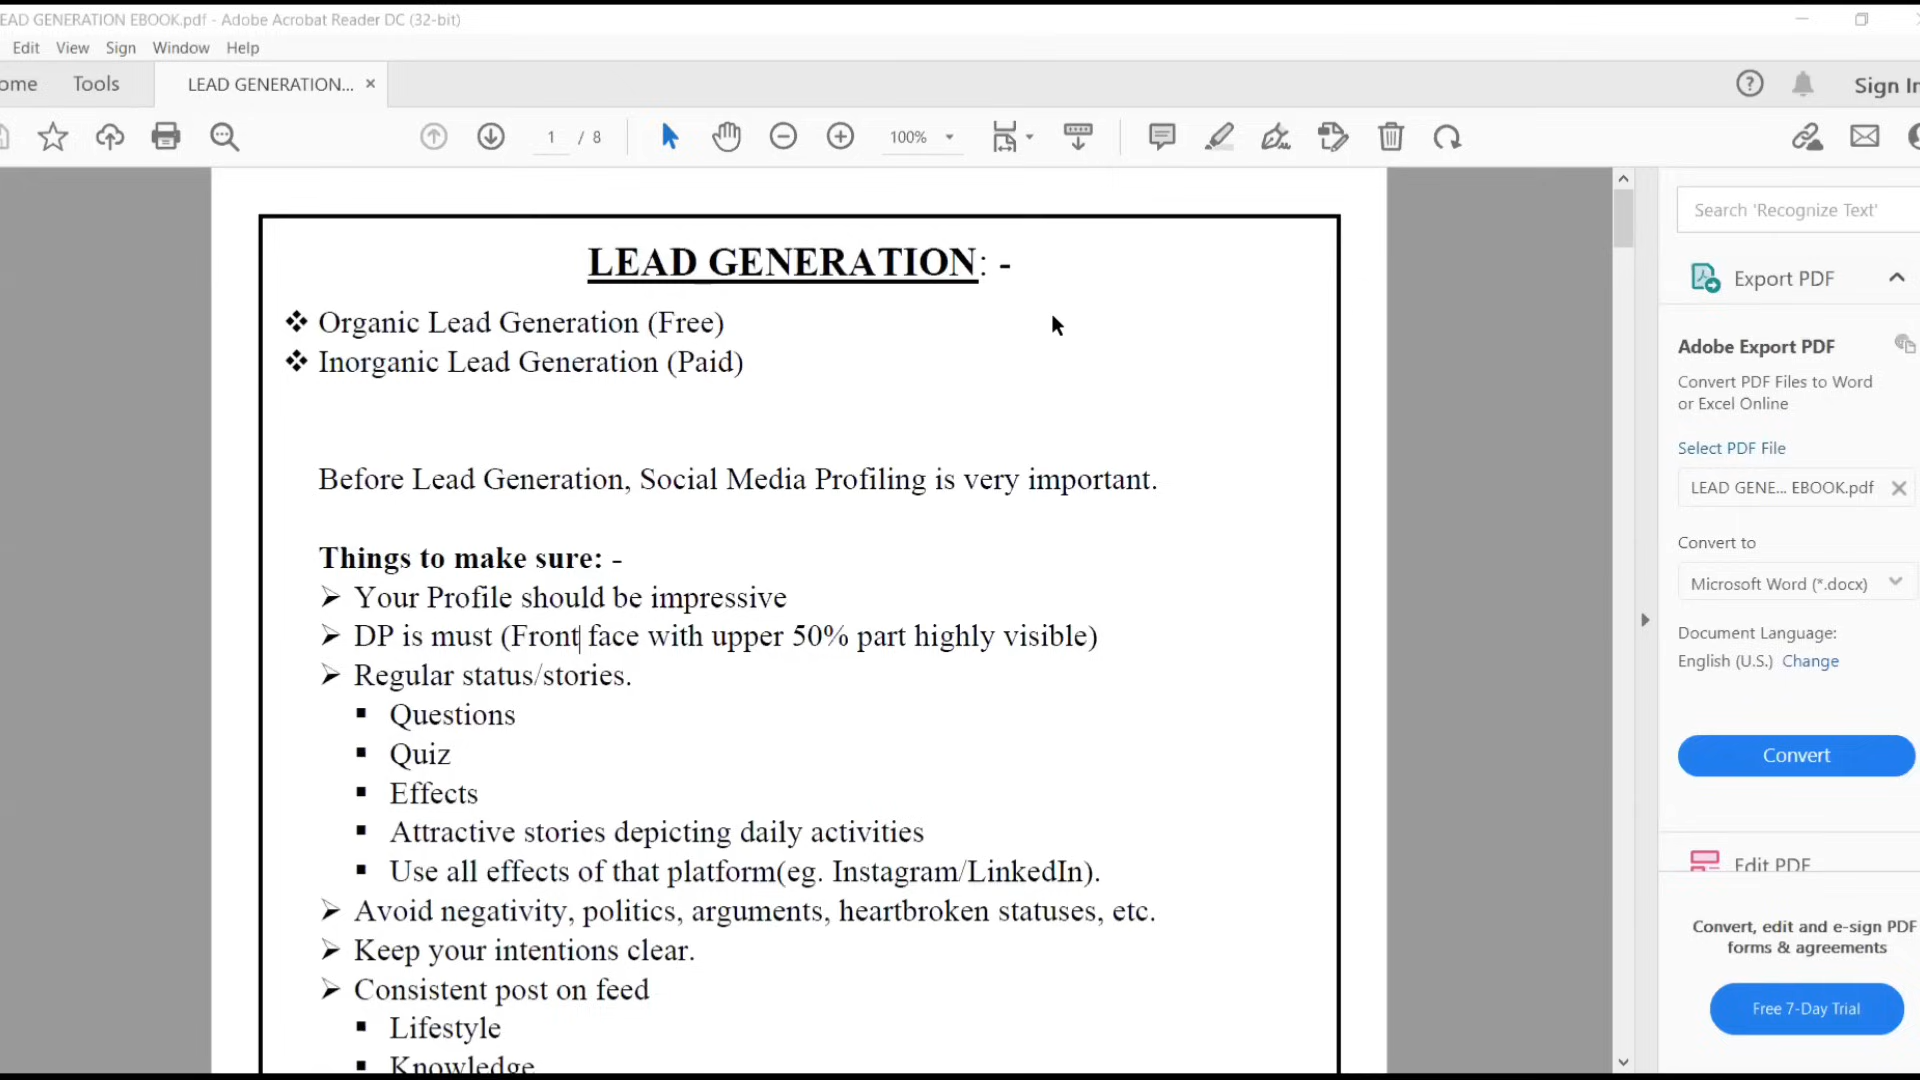 EAD GENERATION EBOOK.pdf - Adobe Acrobat Reader DC (32-bit)
Edit View Sign Window Help
ome Tools LEAD GENERATION... ×
Sign In
1 / 8 100%
Search 'Recognize Text'
LEAD GENERATION: -
Export PDF
❖ Organic Lead Generation (Free)
❖ Inorganic Lead Generation (Paid)
Adobe Export PDF
Convert PDF Files to Word
or Excel Online
Select PDF File
LEAD GENE... EBOOK.pdf
Before Lead Generation, Social Media Profiling is very important.
Convert to
Microsoft Word (*.docx)
Document Language:
English (U.S.) Change
Things to make sure: -
➢ Your Profile should be impressive
➢ DP is must (Front face with upper 50% part highly visible)
➢ Regular status/stories.
▪ Questions
▪ Quiz
▪ Effects
▪ Attractive stories depicting daily activities
▪ Use all effects of that platform(eg. Instagram/LinkedIn).
➢ Avoid negativity, politics, arguments, heartbroken statuses, etc.
➢ Keep your intentions clear.
➢ Consistent post on feed
▪ Lifestyle
▪ Knowledge
Convert
Edit PDF
Convert, edit and e-sign PDF
forms & agreements
Free 7-Day Trial